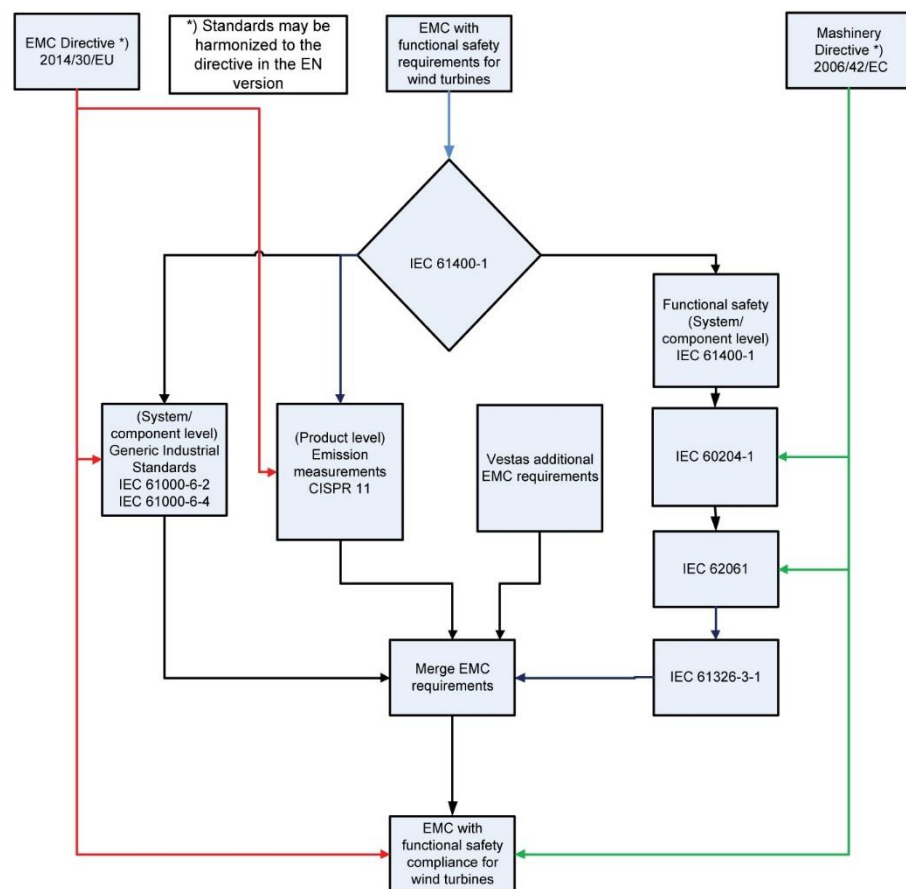 EMC Directive *)
2014/30/EU
*) Standards may be
harmonized to the
directive in the EN
version
EMC with
functional safety
requirements for
wind turbines
Mashinery
Directive *)
2006/42/EC
IEC 61400-1
Functional safety
(System/
component level)
IEC 61400-1
(System/
component level)
Generic Industrial
Standards
IEC 61000-6-2
IEC 61000-6-4
(Product level)
Emission
measurements
CISPR 11
Vestas additional
EMC requirements
IEC 60204-1
IEC 62061
Merge EMC
requirements
IEC 61326-3-1
EMC with
functional safety
compliance for
wind turbines